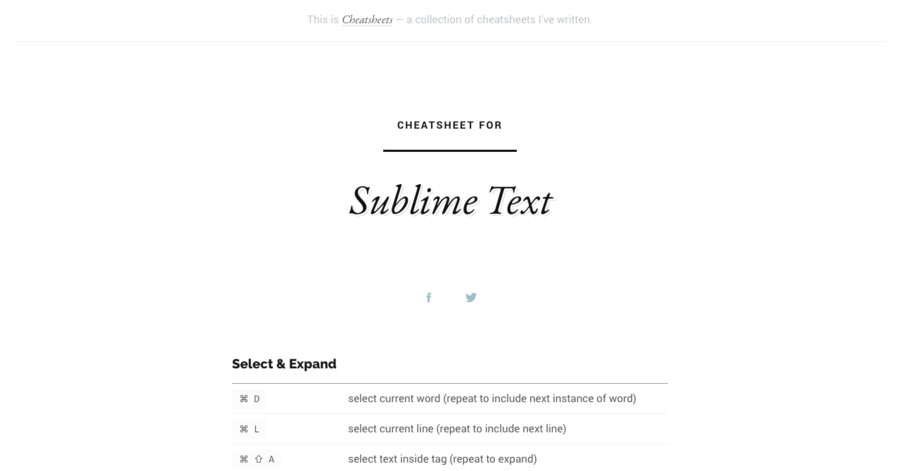 This is Cheatsheets — a collection of cheatsheets I've written.
CHEATSHEET FOR
Sublime Text
Select & Expand
⌘ D select current word (repeat to include next instance of word)
⌘ L select current line (repeat to include next line)
⌘ ⇧ A select text inside tag (repeat to expand)